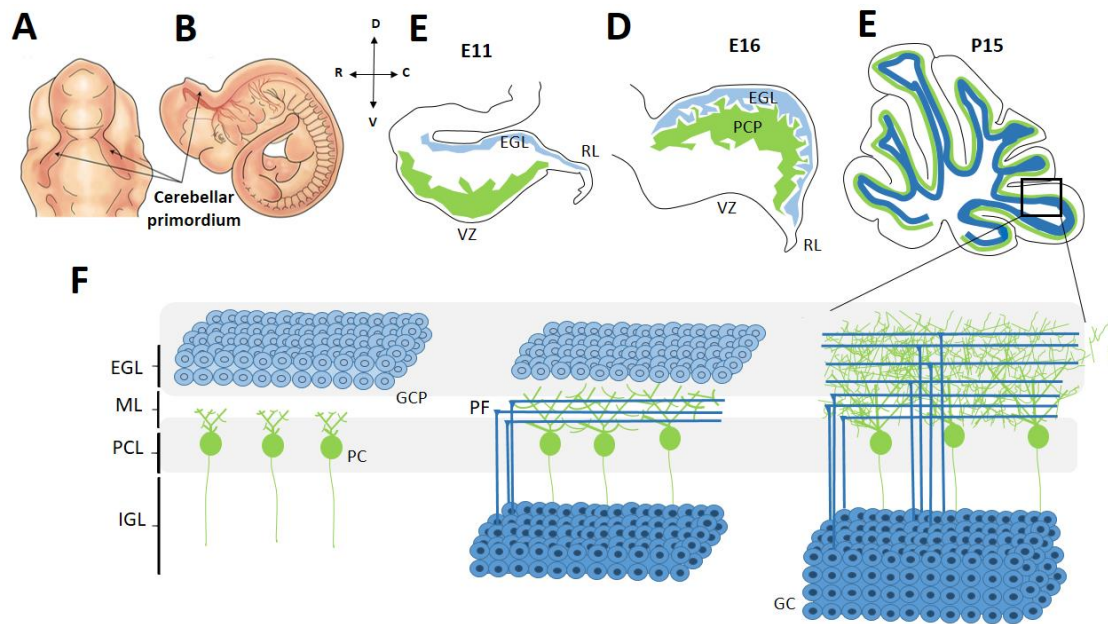 A
B
D
R
C
V
E
E11
D
E16
E
P15
EGL
RL
VZ
EGL
PCP
VZ
RL
Cerebellar
primordium
F
EGL
ML
PCL
IGL
GCP
PC
PF
GC